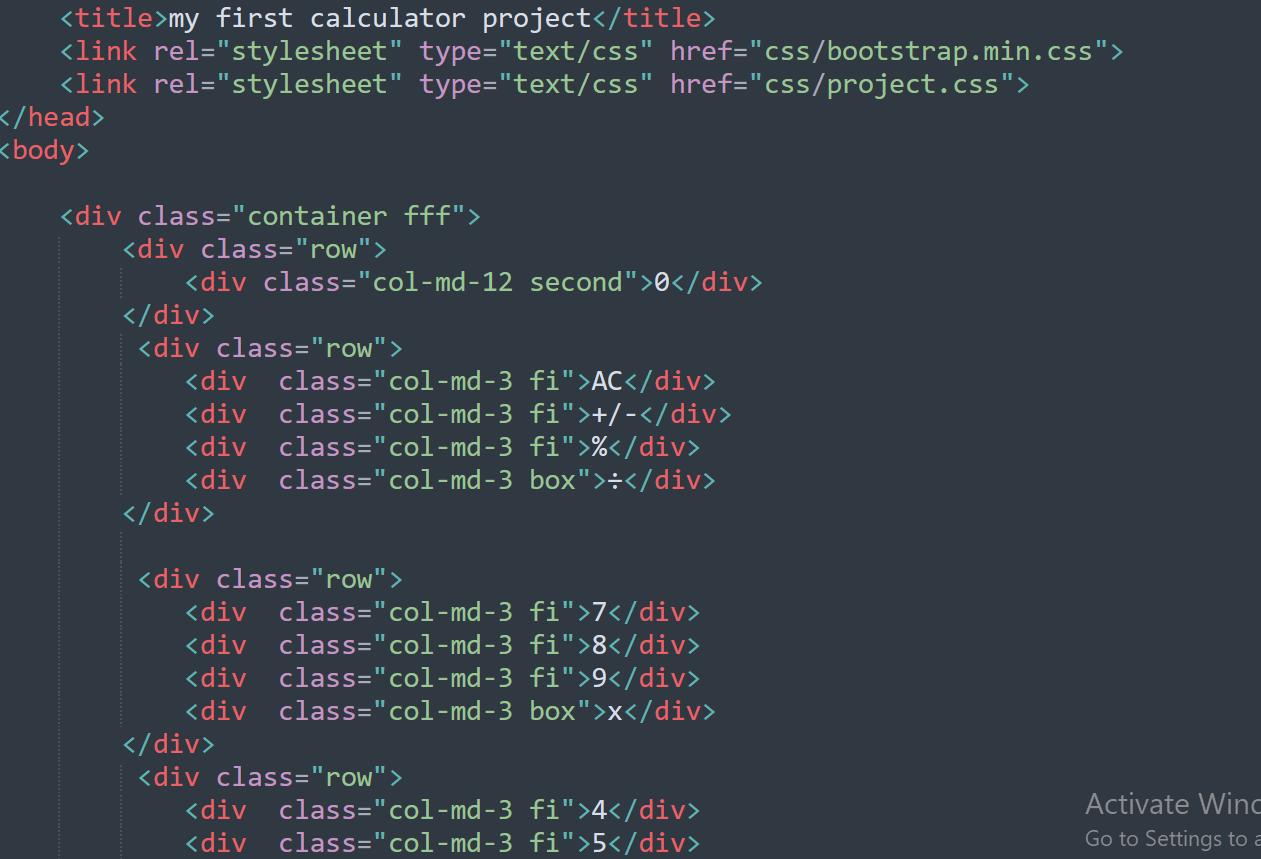 <title>my first calculator project</title>
<link rel="stylesheet" type="text/css" href="css/bootstrap.min.css">
<link rel="stylesheet" type="text/css" href="css/project.css">
</head>
<body>
<div class="container fff">
<div class="row">
<div class="col-md-12 second">0</div>
</div>
<div class="row">
<div  class="col-md-3 fi">AC</div>
<div  class="col-md-3 fi">+/-</div>
<div  class="col-md-3 fi">%</div>
<div  class="col-md-3 box">÷</div>
</div>
<div class="row">
<div  class="col-md-3 fi">7</div>
<div  class="col-md-3 fi">8</div>
<div  class="col-md-3 fi">9</div>
<div  class="col-md-3 box">x</div>
</div>
<div class="row">
<div  class="col-md-3 fi">4</div>
<div  class="col-md-3 fi">5</div>
Activate Wind
Go to Settings to a